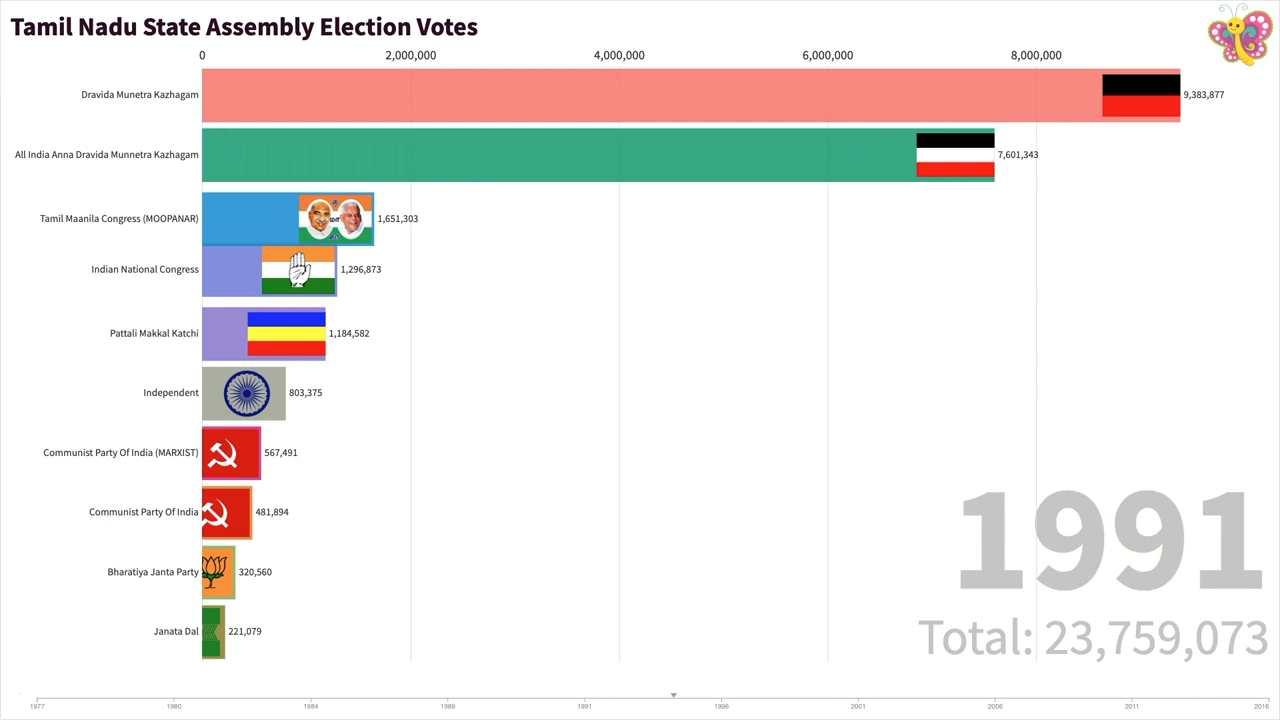 Tamil Nadu State Assembly Election Votes
0 2,000,000 4,000,000 6,000,000 8,000,000
Dravida Munetra Kazhagam 9,383,877
All India Anna Dravida Munnetra Kazhagam 7,601,343
Tamil Maanila Congress (MOOPANAR) 1,651,303
Indian National Congress 1,296,873
Pattali Makkal Katchi 1,184,582
Independent 803,375
Communist Party Of India (MARXIST) 567,491
Communist Party Of India 481,894
Bharatiya Janta Party 320,560
Janata Dal 221,079
1991
Total: 23,759,073
1977 1980 1984 1989 1991 1996 2001 2006 2011 2016